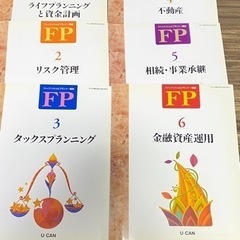 ライフプランニング
と資金計画
不動産
FP
2
リスク管理
FP
5
相続・事業承継
FP
3
タックスプランニング
U-CAN
FP
6
金融資産運用
U-CAN